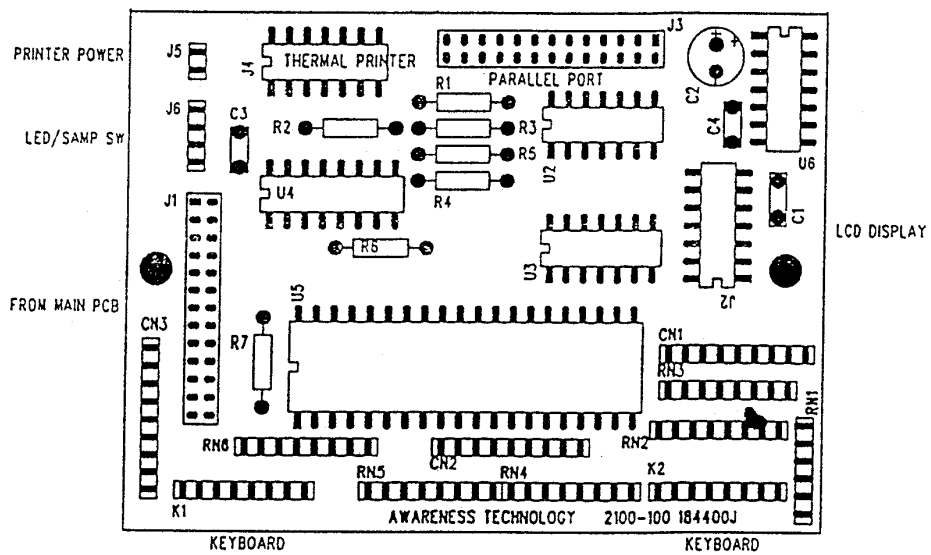 J3
PRINTER POWER
J5
J4
THERMAL PRINTER
PARALLEL PORT
C2
J6
C3
R1
LED/SAMP SW
R2
R3
C4
R5
U2
U6
J1
U4
R4
C1
R6
LCD DISPLAY
U3
J2
FROM MAIN PCB
U5
CN3
R7
CN1
RN3
RN1
RN6
CN2
RN2
RN5
RN4
K2
K1
AWARENESS TECHNOLOGY 2100-100 184400J
KEYBOARD
KEYBOARD